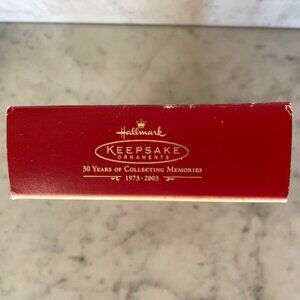 Hallmark
KEEPSAKE
ORNAMENTS
30 YEARS OF COLLECTING MEMORIES
1973-2003